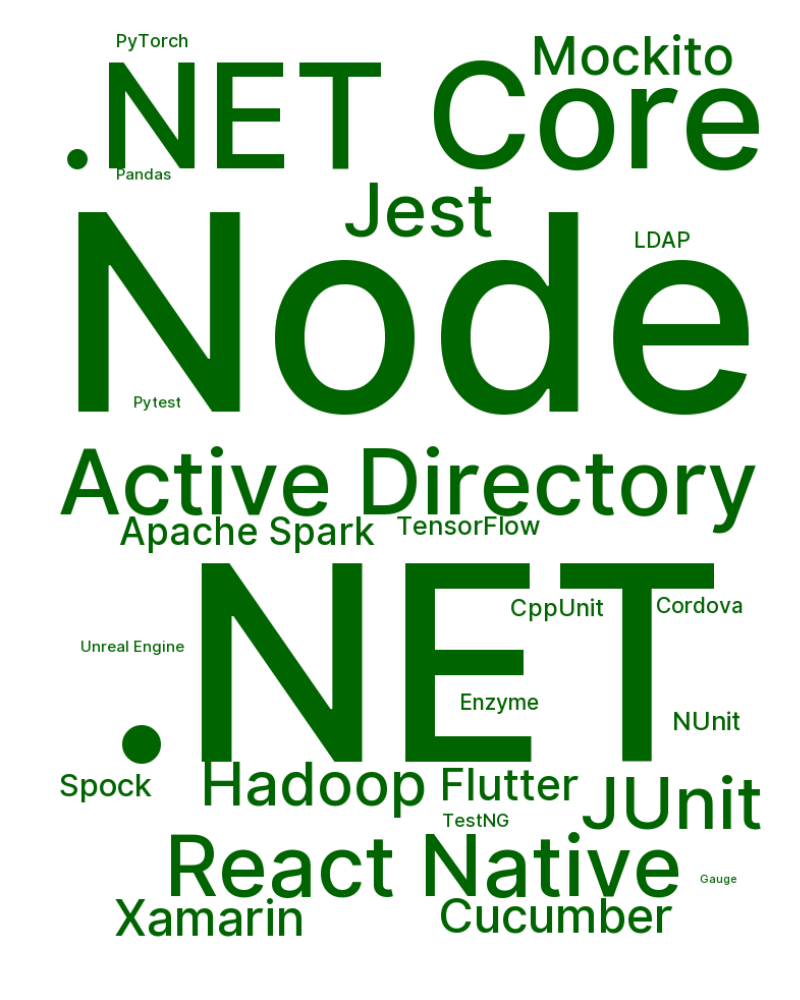 PyTorch
Mockito
.NET Core
Pandas
Jest
LDAP
Node
Pytest
Active Directory
Apache Spark
TensorFlow
CppUnit
Cordova
.NET
Unreal Engine
Enzyme
NUnit
Spock
Hadoop
Flutter
JUnit
TestNG
React Native
Gauge
Xamarin
Cucumber